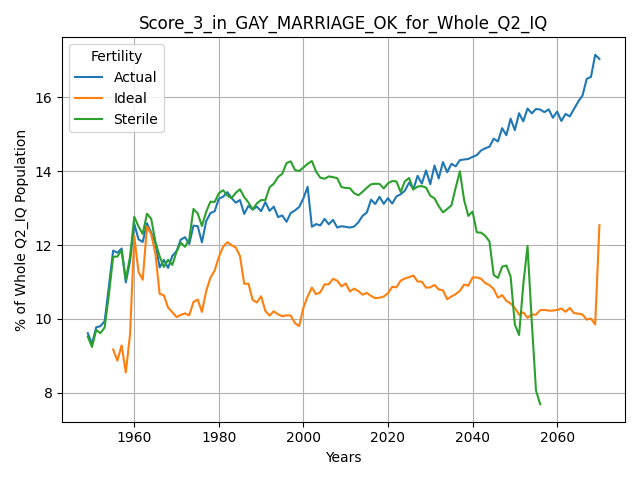 Score_3_in_GAY_MARRIAGE_OK_for_Whole_Q2_IQ
Fertility
Actual
Ideal
Sterile
% of Whole Q2_IQ Population
16
14
12
10
8
1960
1980
2000
2020
2040
2060
Years